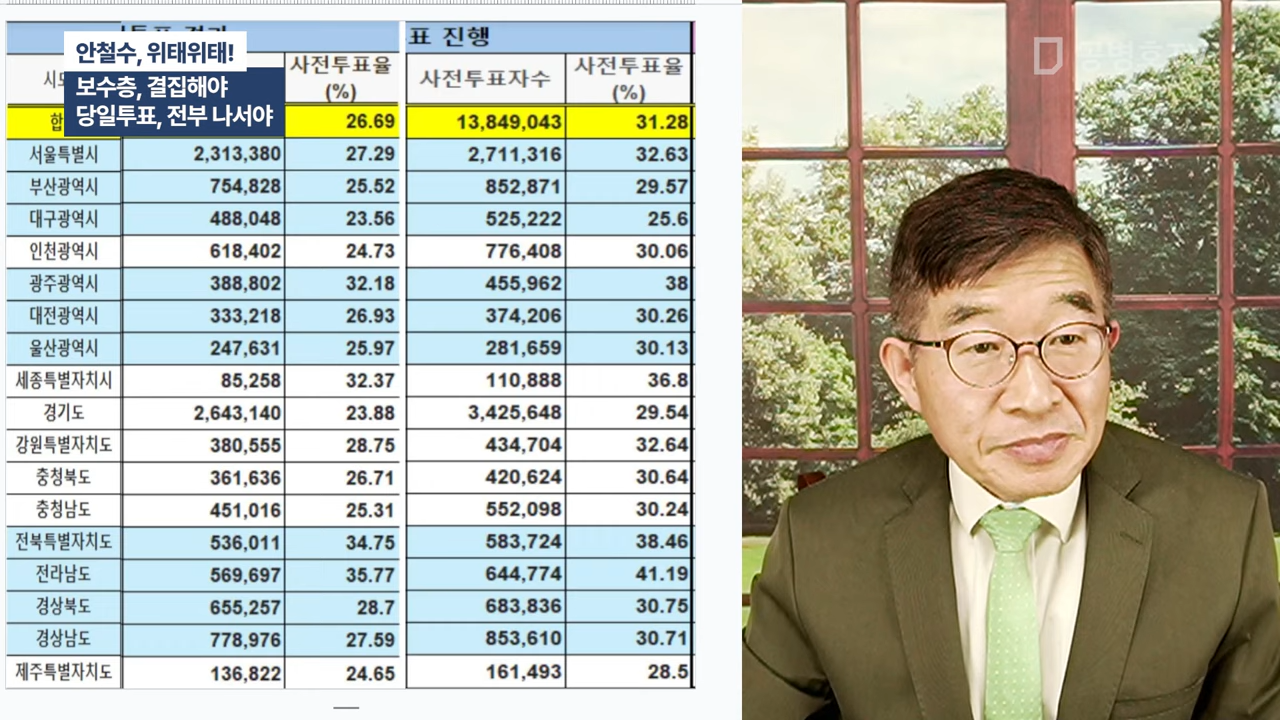 안철수, 위태위태!
보수층, 결집해야
당일투표, 전부 나서야
표 진행
사전투표율 (%) 사전투표자수 사전투표율 (%)
26.69 13,849,043 31.28
서울특별시 2,313,380 27.29 2,711,316 32.63
부산광역시 754,828 25.52 852,871 29.57
대구광역시 488,048 23.56 525,222 25.6
인천광역시 618,402 24.73 776,408 30.06
광주광역시 388,802 32.18 455,962 38
대전광역시 333,218 26.93 374,206 30.26
울산광역시 247,631 25.97 281,659 30.13
세종특별자치시 85,258 32.37 110,888 36.8
경기도 2,643,140 23.88 3,425,648 29.54
강원특별자치도 380,555 28.75 434,704 32.64
충청북도 361,636 26.71 420,624 30.64
충청남도 451,016 25.31 552,098 30.24
전북특별자치도 536,011 34.75 583,724 38.46
전라남도 569,697 35.77 644,774 41.19
경상북도 655,257 28.7 683,836 30.75
경상남도 778,976 27.59 853,610 30.71
제주특별자치도 136,822 24.65 161,493 28.5